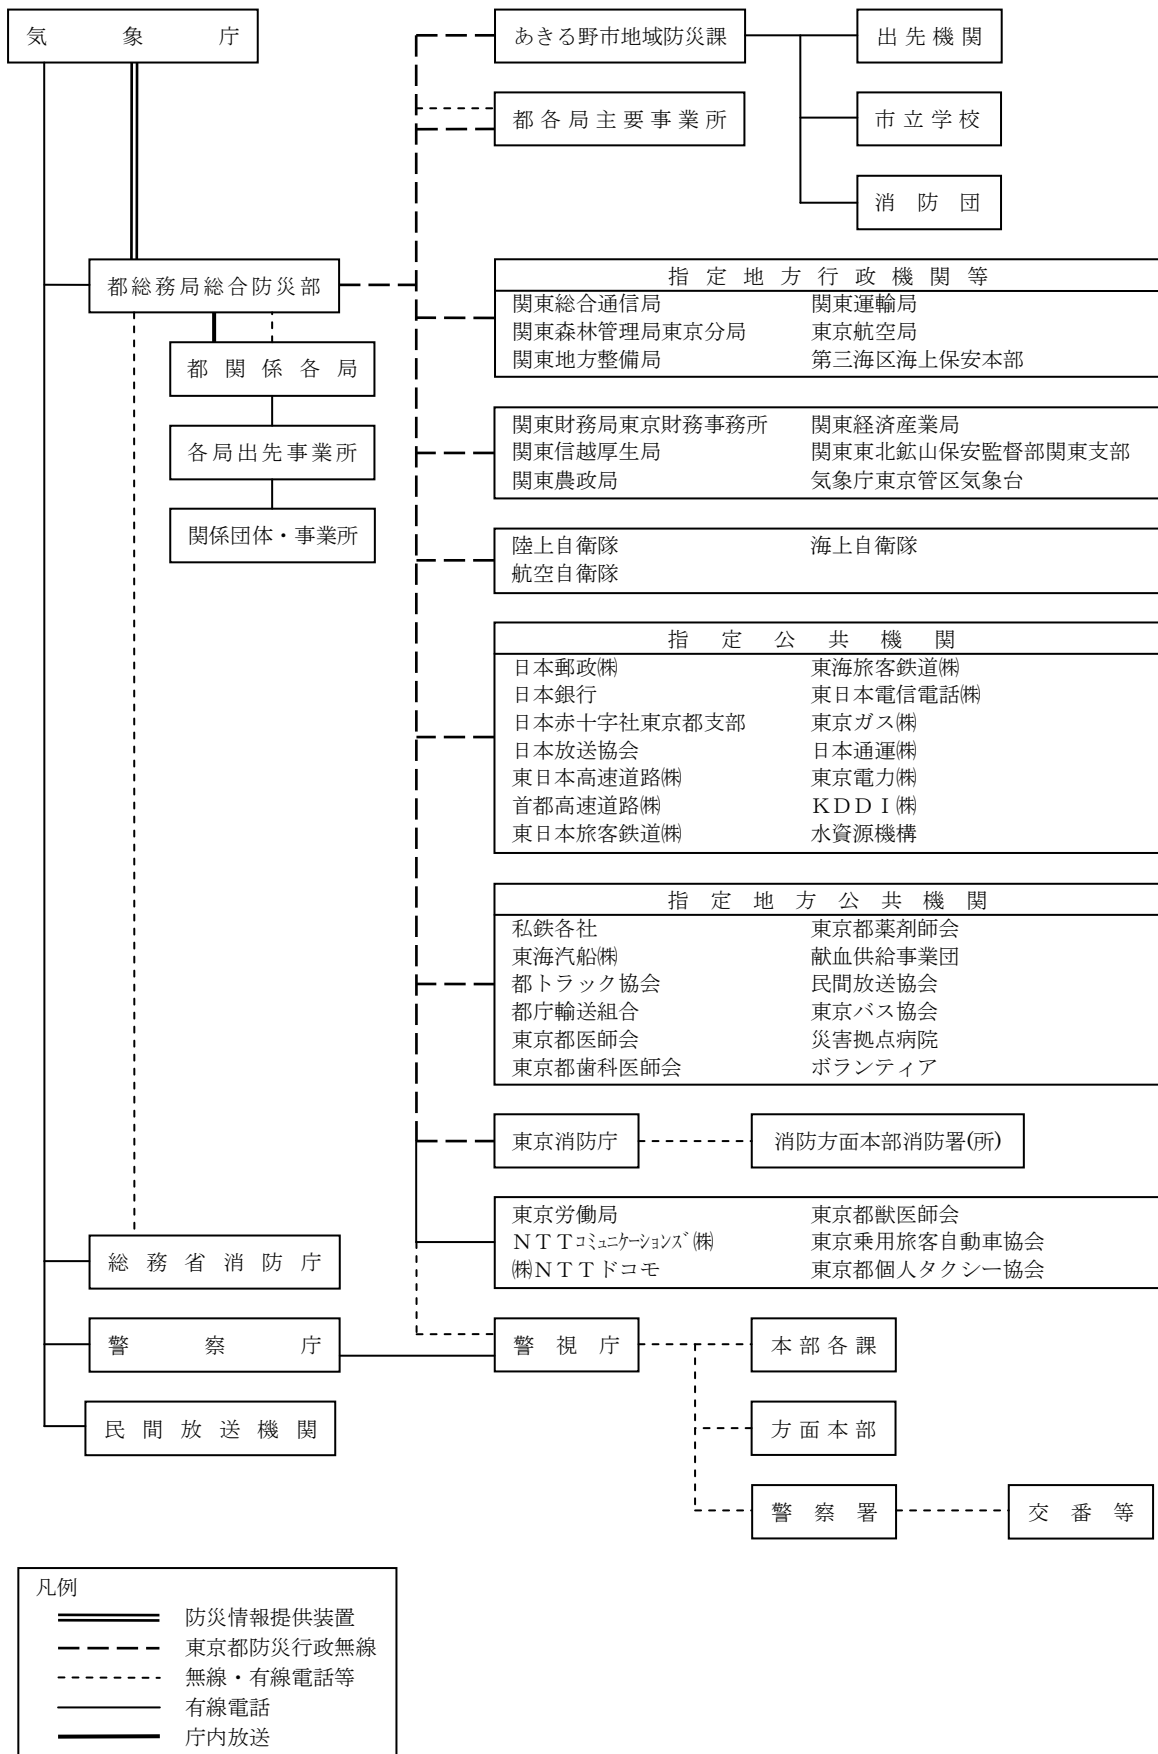 気象庁
あきる野市地域防災課
出先機関
都各局主要事業所
市立学校
消防団
都総務局総合防災部
都関係各局
各局出先事業所
関係団体・事業所
指定地方行政機関等
関東総合通信局 関東運輸局
関東森林管理局東京分局 東京航空局
関東地方整備局 第三海区海上保安本部
関東財務局東京財務事務所 関東経済産業局
関東信越厚生局 関東東北鉱山保安監督部関東支部
関東農政局 気象庁東京管区気象台
陸上自衛隊 海上自衛隊
航空自衛隊
指定公共機関
日本郵政㈱ 東海旅客鉄道㈱
日本銀行 東日本電信電話㈱
日本赤十字社東京都支部 東京ガス㈱
日本放送協会 日本通運㈱
東日本高速道路㈱ 東京電力㈱
首都高速道路㈱ ＫＤＤＩ㈱
東日本旅客鉄道㈱ 水資源機構
指定地方公共機関
私鉄各社 東京都薬剤師会
東海汽船㈱ 献血供給事業団
都トラック協会 民間放送協会
都庁輸送組合 東京バス協会
東京都医師会 災害拠点病院
東京都歯科医師会 ボランティア
東京消防庁
消防方面本部消防署(所)
東京労働局 東京都獣医師会
ＮＴＴｺﾐｭﾆｹｰｼｮﾝｽﾞ㈱ 東京乗用旅客自動車協会
㈱ＮＴＴドコモ 東京都個人タクシー協会
総務省消防庁
警察庁
警視庁
本部各課
民間放送機関
方面本部
警察署
交番等
凡例
防災情報提供装置
東京都防災行政無線
無線・有線電話等
有線電話
庁内放送